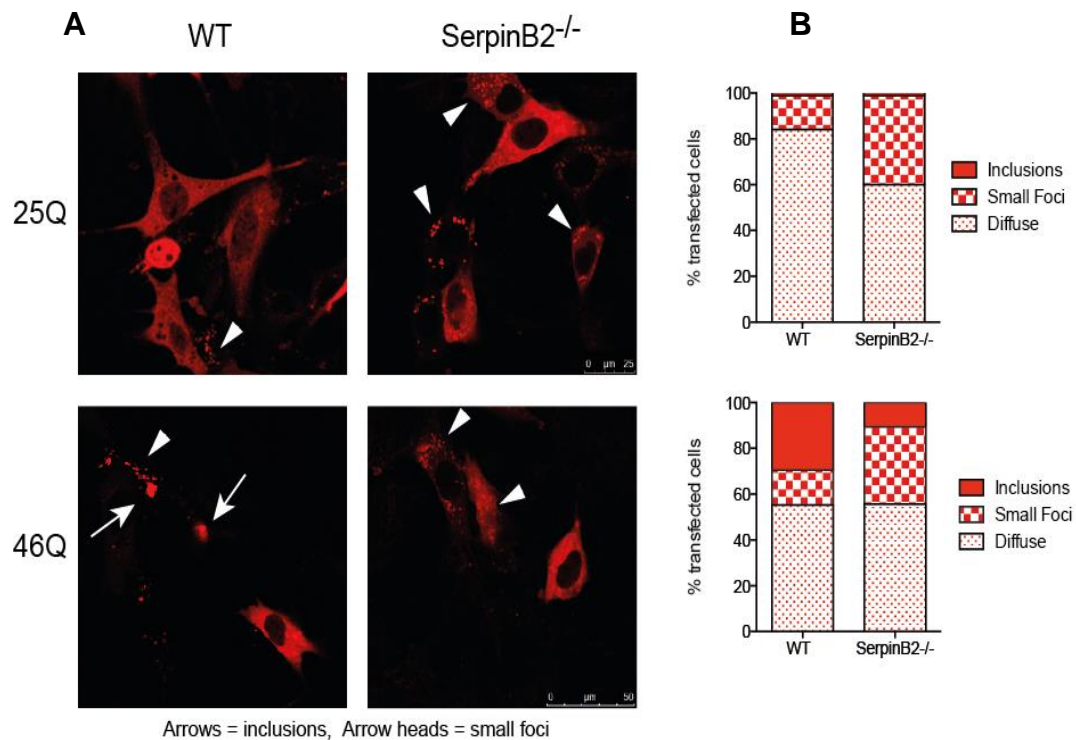 A
WT
SerpinB2-/-
25Q
0 µm 25
46Q
0 µm 50
Arrows = inclusions, Arrow heads = small foci
B
100
80
60
40
20
0
% transfected cells
WT
SerpinB2-/-
Inclusions
Small Foci
Diffuse
100
80
60
40
20
0
% transfected cells
WT
SerpinB2-/-
Inclusions
Small Foci
Diffuse